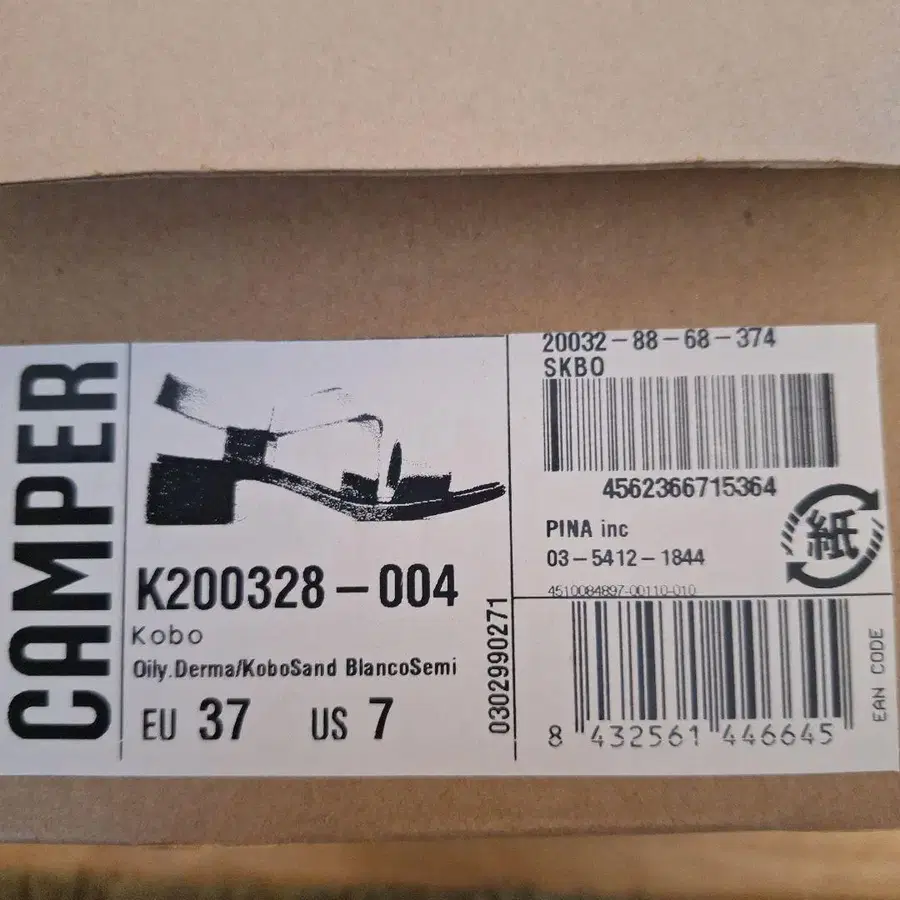 CAMPER
K200328-004
Kobo
Oily.Derma/KoboSand BlancoSemi
EU 37 US 7
0302990271
20032-88-68-374
SKBO
4562366715364
PINA inc
03-5412-1844
紙
4510084897-00110-010
8 432561 446645
EAN CODE